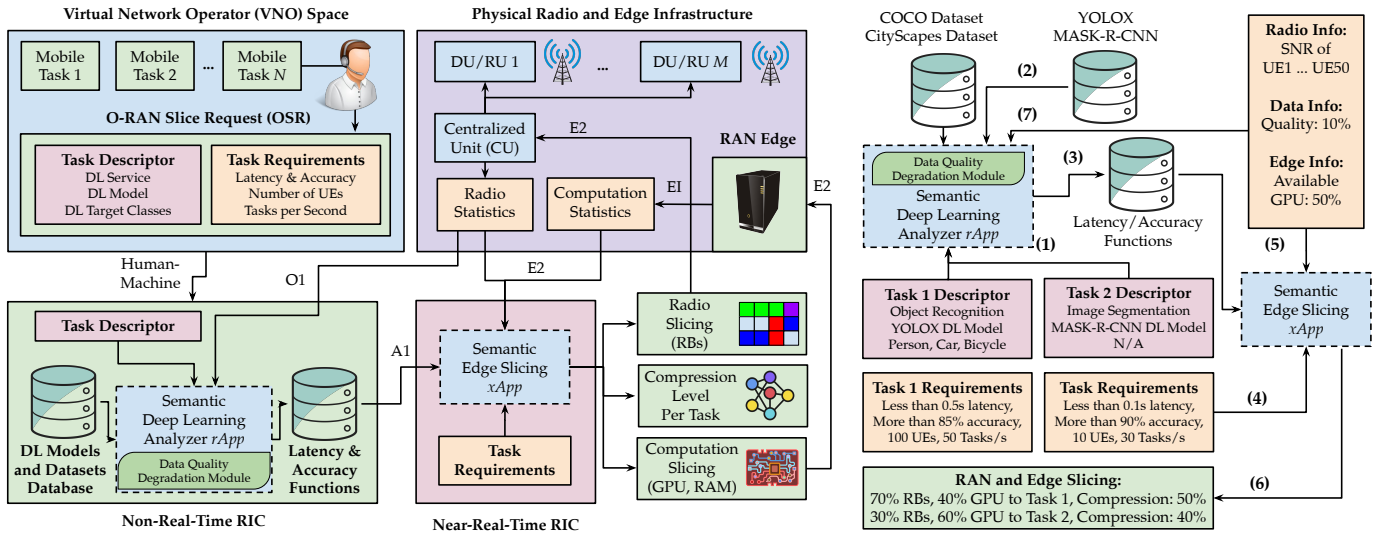 Virtual Network Operator (VNO) Space
Mobile
Task 1
Mobile
Task 2
...
Mobile
Task N
O-RAN Slice Request (OSR)
Task Descriptor
DL Service
DL Model
DL Target Classes
Task Requirements
Latency & Accuracy
Number of UEs
Tasks per Second
Physical Radio and Edge Infrastructure
DU/RU 1
...
DU/RU M
Centralized
Unit (CU)
E2
RAN Edge
Radio
Statistics
Computation
Statistics
EI
E2
Human-
Machine
O1
E2
Task Descriptor
DL Models
and Datasets
Database
Semantic
Deep Learning
Analyzer rApp
Data Quality
Degradation Module
Latency &
Accuracy
Functions
Non-Real-Time RIC
A1
Semantic
Edge Slicing
xApp
Task
Requirements
Near-Real-Time RIC
Radio
Slicing
(RBs)
Compression
Level
Per Task
Computation
Slicing
(GPU, RAM)
COCO Dataset
CityScapes Dataset
YOLOX
MASK-R-CNN
(2)
(7)
Radio Info:
SNR of
UE1 ... UE50
Data Info:
Quality: 10%
Edge Info:
Available
GPU: 50%
Data Quality
Degradation Module
Semantic
Deep Learning
Analyzer rApp
(3)
Latency/Accuracy
Functions
(1)
(5)
Task 1 Descriptor
Object Recognition
YOLOX DL Model
Person, Car, Bicycle
Task 2 Descriptor
Image Segmentation
MASK-R-CNN DL Model
N/A
Semantic
Edge Slicing
xApp
Task 1 Requirements
Less than 0.5s latency,
More than 85% accuracy,
100 UEs, 50 Tasks/s
Task Requirements
Less than 0.1s latency,
More than 90% accuracy,
10 UEs, 30 Tasks/s
(4)
RAN and Edge Slicing:
70% RBs, 40% GPU to Task 1, Compression: 50%
30% RBs, 60% GPU to Task 2, Compression: 40%
(6)